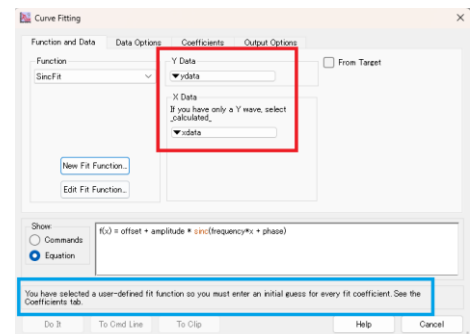 Curve Fitting
Function and Data
Data Options
Coefficients
Output Options
Function
SincFit
Y Data
ydata
From Target
X Data
If you have only a Y wave, select
_calculated_
xdata
New Fit Function...
Edit Fit Function...
Show:
Commands
Equation
f(x) = offset + amplitude * sinc(frequency*x + phase)
You have selected a user-defined fit function so you must enter an initial guess for every fit coefficient. See the
Coefficients tab.
Do It
To Cmd Line
To Clip
Help
Cancel